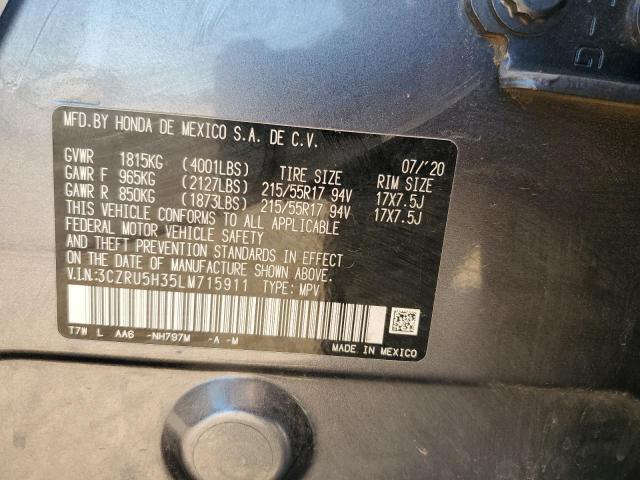 MFD.BY HONDA DE MEXICO S.A. DE C.V.
07/'20
GVWR 1815KG (4001LBS) TIRE SIZE RIM SIZE
GAWR F 965KG (2127LBS) 215/55R17 94V 17X7.5J
GAWR R 850KG (1873LBS) 215/55R17 94V 17X7.5J
THIS VEHICLE CONFORMS TO ALL APPLICABLE
FEDERAL MOTOR VEHICLE SAFETY
AND THEFT PREVENTION STANDARDS IN EFFECT
ON THE DATE OF MANUFACTURE SHOWN ABOVE.
V.I.N:3CZRU5H35LM715911 TYPE: MPV
T7W L AA6 -NH797M -A -M
MADE IN MEXICO